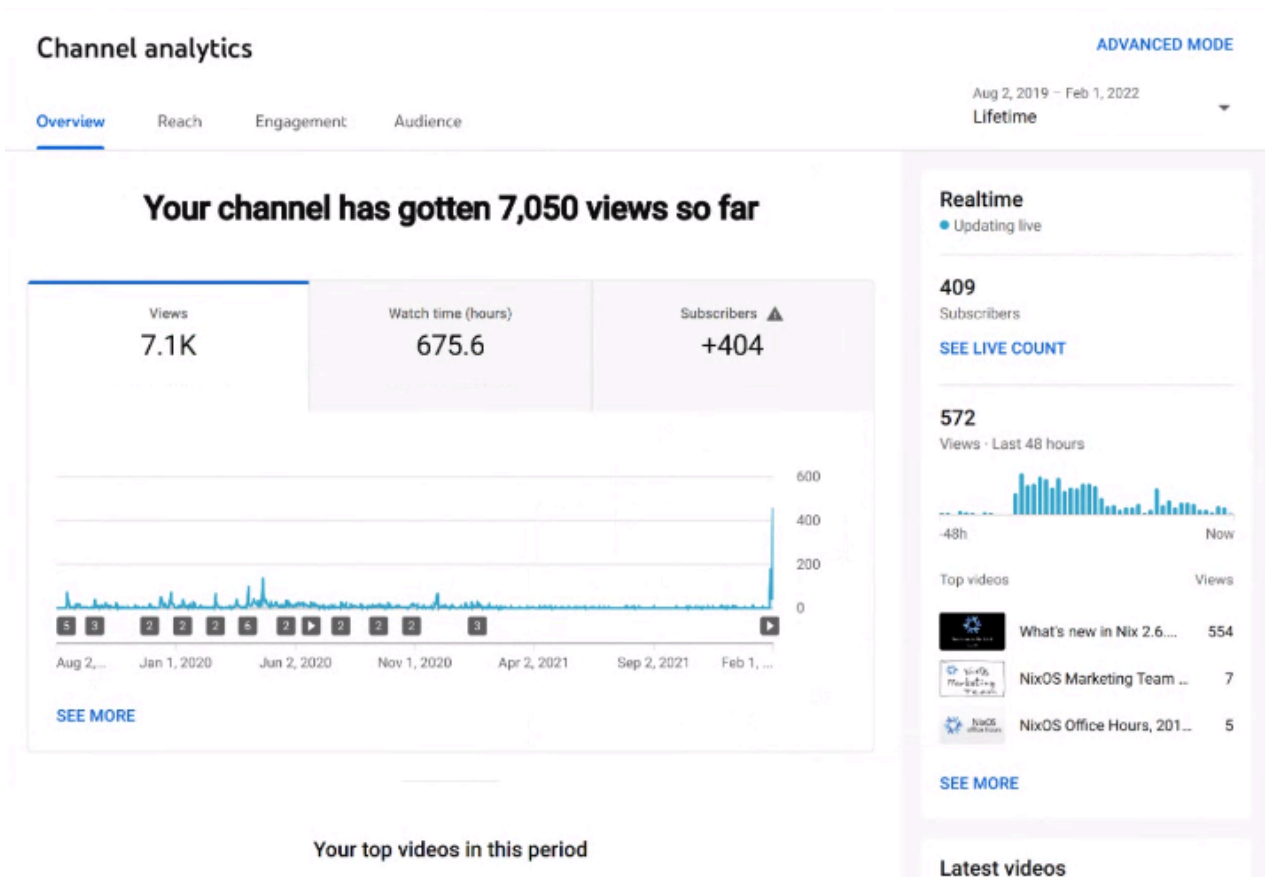 Channel analytics
ADVANCED MODE
Aug 2, 2019 – Feb 1, 2022
Lifetime
Overview Reach Engagement Audience
Your channel has gotten 7,050 views so far
Views
7.1K
Watch time (hours)
675.6
Subscribers
+404
600
400
200
0
5 3 2 2 2 6 2 2 2 2 3
Aug 2,... Jan 1, 2020 Jun 2, 2020 Nov 1, 2020 Apr 2, 2021 Sep 2, 2021 Feb 1, ...
SEE MORE
Your top videos in this period
Realtime
Updating live
409
Subscribers
SEE LIVE COUNT
572
Views · Last 48 hours
-48h Now
Top videos Views
What's new in Nix 2.6.... 554
NixOS
Marketing
Team
NixOS Marketing Team ... 7
NixOS
office hours
NixOS Office Hours, 201... 5
SEE MORE
Latest videos